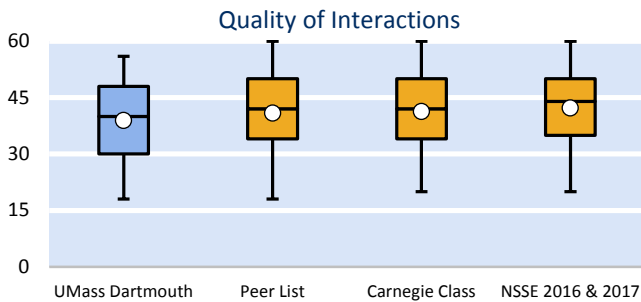 Quality of Interactions
60
45
30
15
0
UMass Dartmouth
Peer List
Carnegie Class
NSSE 2016 & 2017